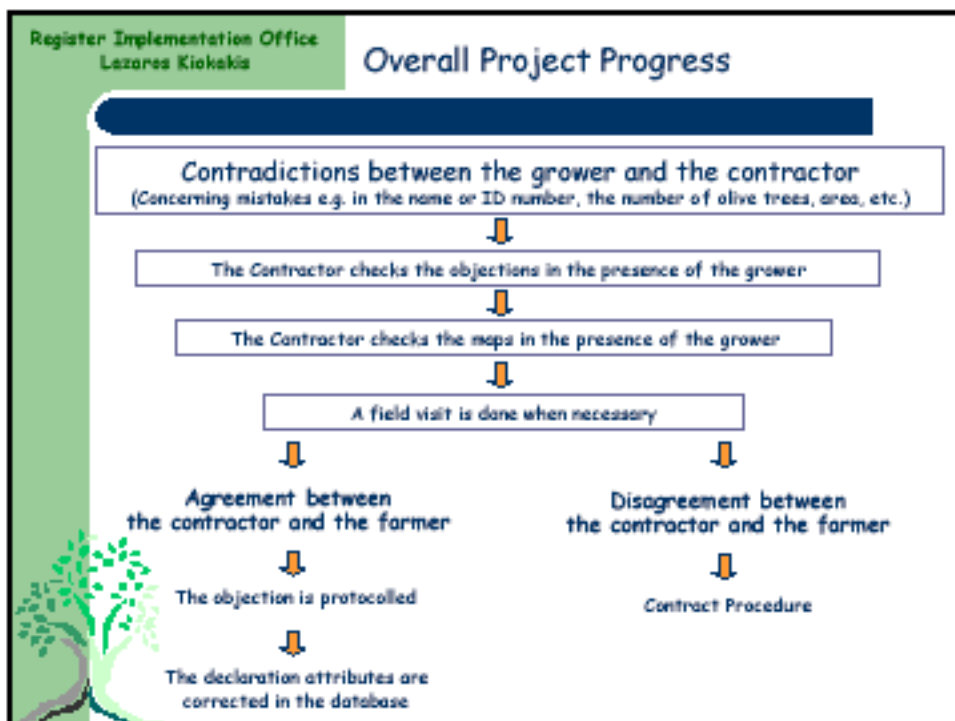 Register Implementation Office
Lazaros Kiokakis
Overall Project Progress
Contradictions between the grower and the contractor
(Concerning mistakes e.g. in the name or ID number, the number of olive trees, area, etc.)
The Contractor checks the objections in the presence of the grower
The Contractor checks the maps in the presence of the grower
A field visit is done when necessary
Agreement between
the contractor and the farmer
Disagreement between
the contractor and the farmer
The objection is protocolled
Contract Procedure
The declaration attributes are
corrected in the database